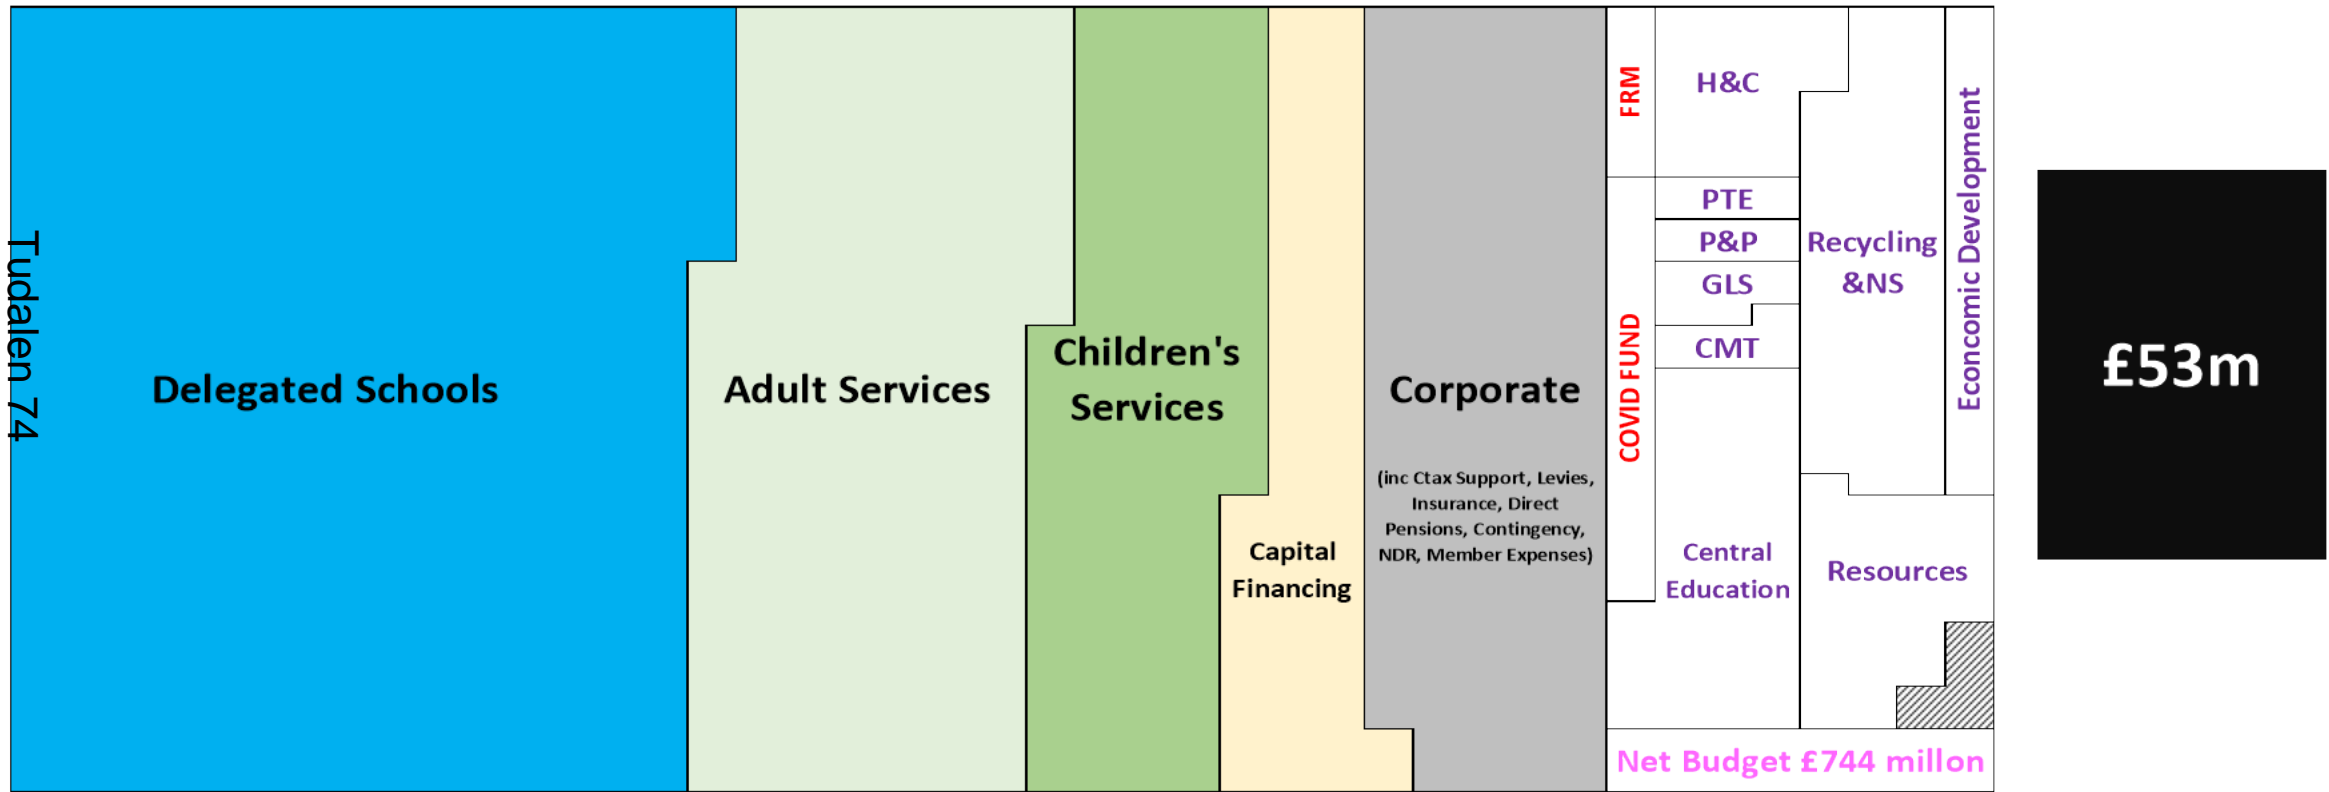 Tudalen 74
Delegated Schools
Adult Services
Children's
Services
Capital
Financing
Corporate
(inc Ctax Support, Levies,
Insurance, Direct
Pensions, Contingency,
NDR, Member Expenses)
FRM
COVID FUND
H&C
PTE
P&P
GLS
CMT
Central
Education
Recycling
&NS
Resources
Econcomic Development
Net Budget £744 millon
£53m